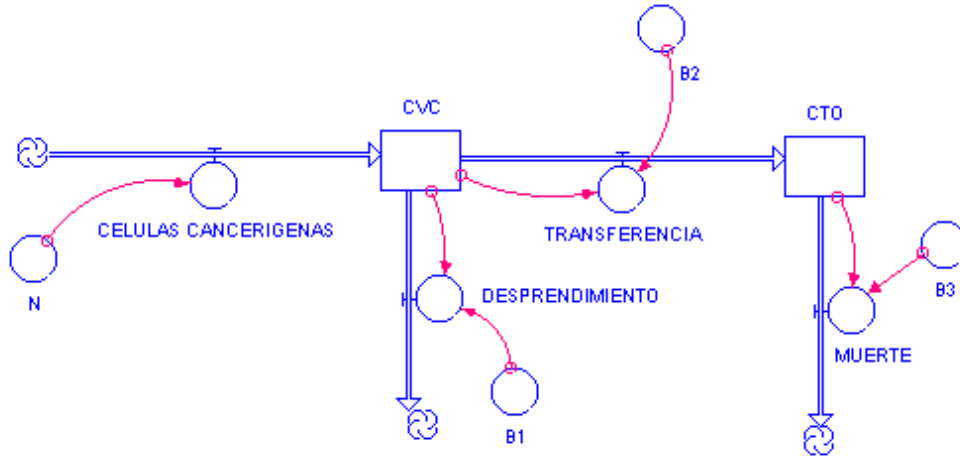 B2
CVC
CTO
CELULAS CANCERIGENAS
TRANSFERENCIA
N
DESPRENDIMIENTO
B3
MUERTE
B1